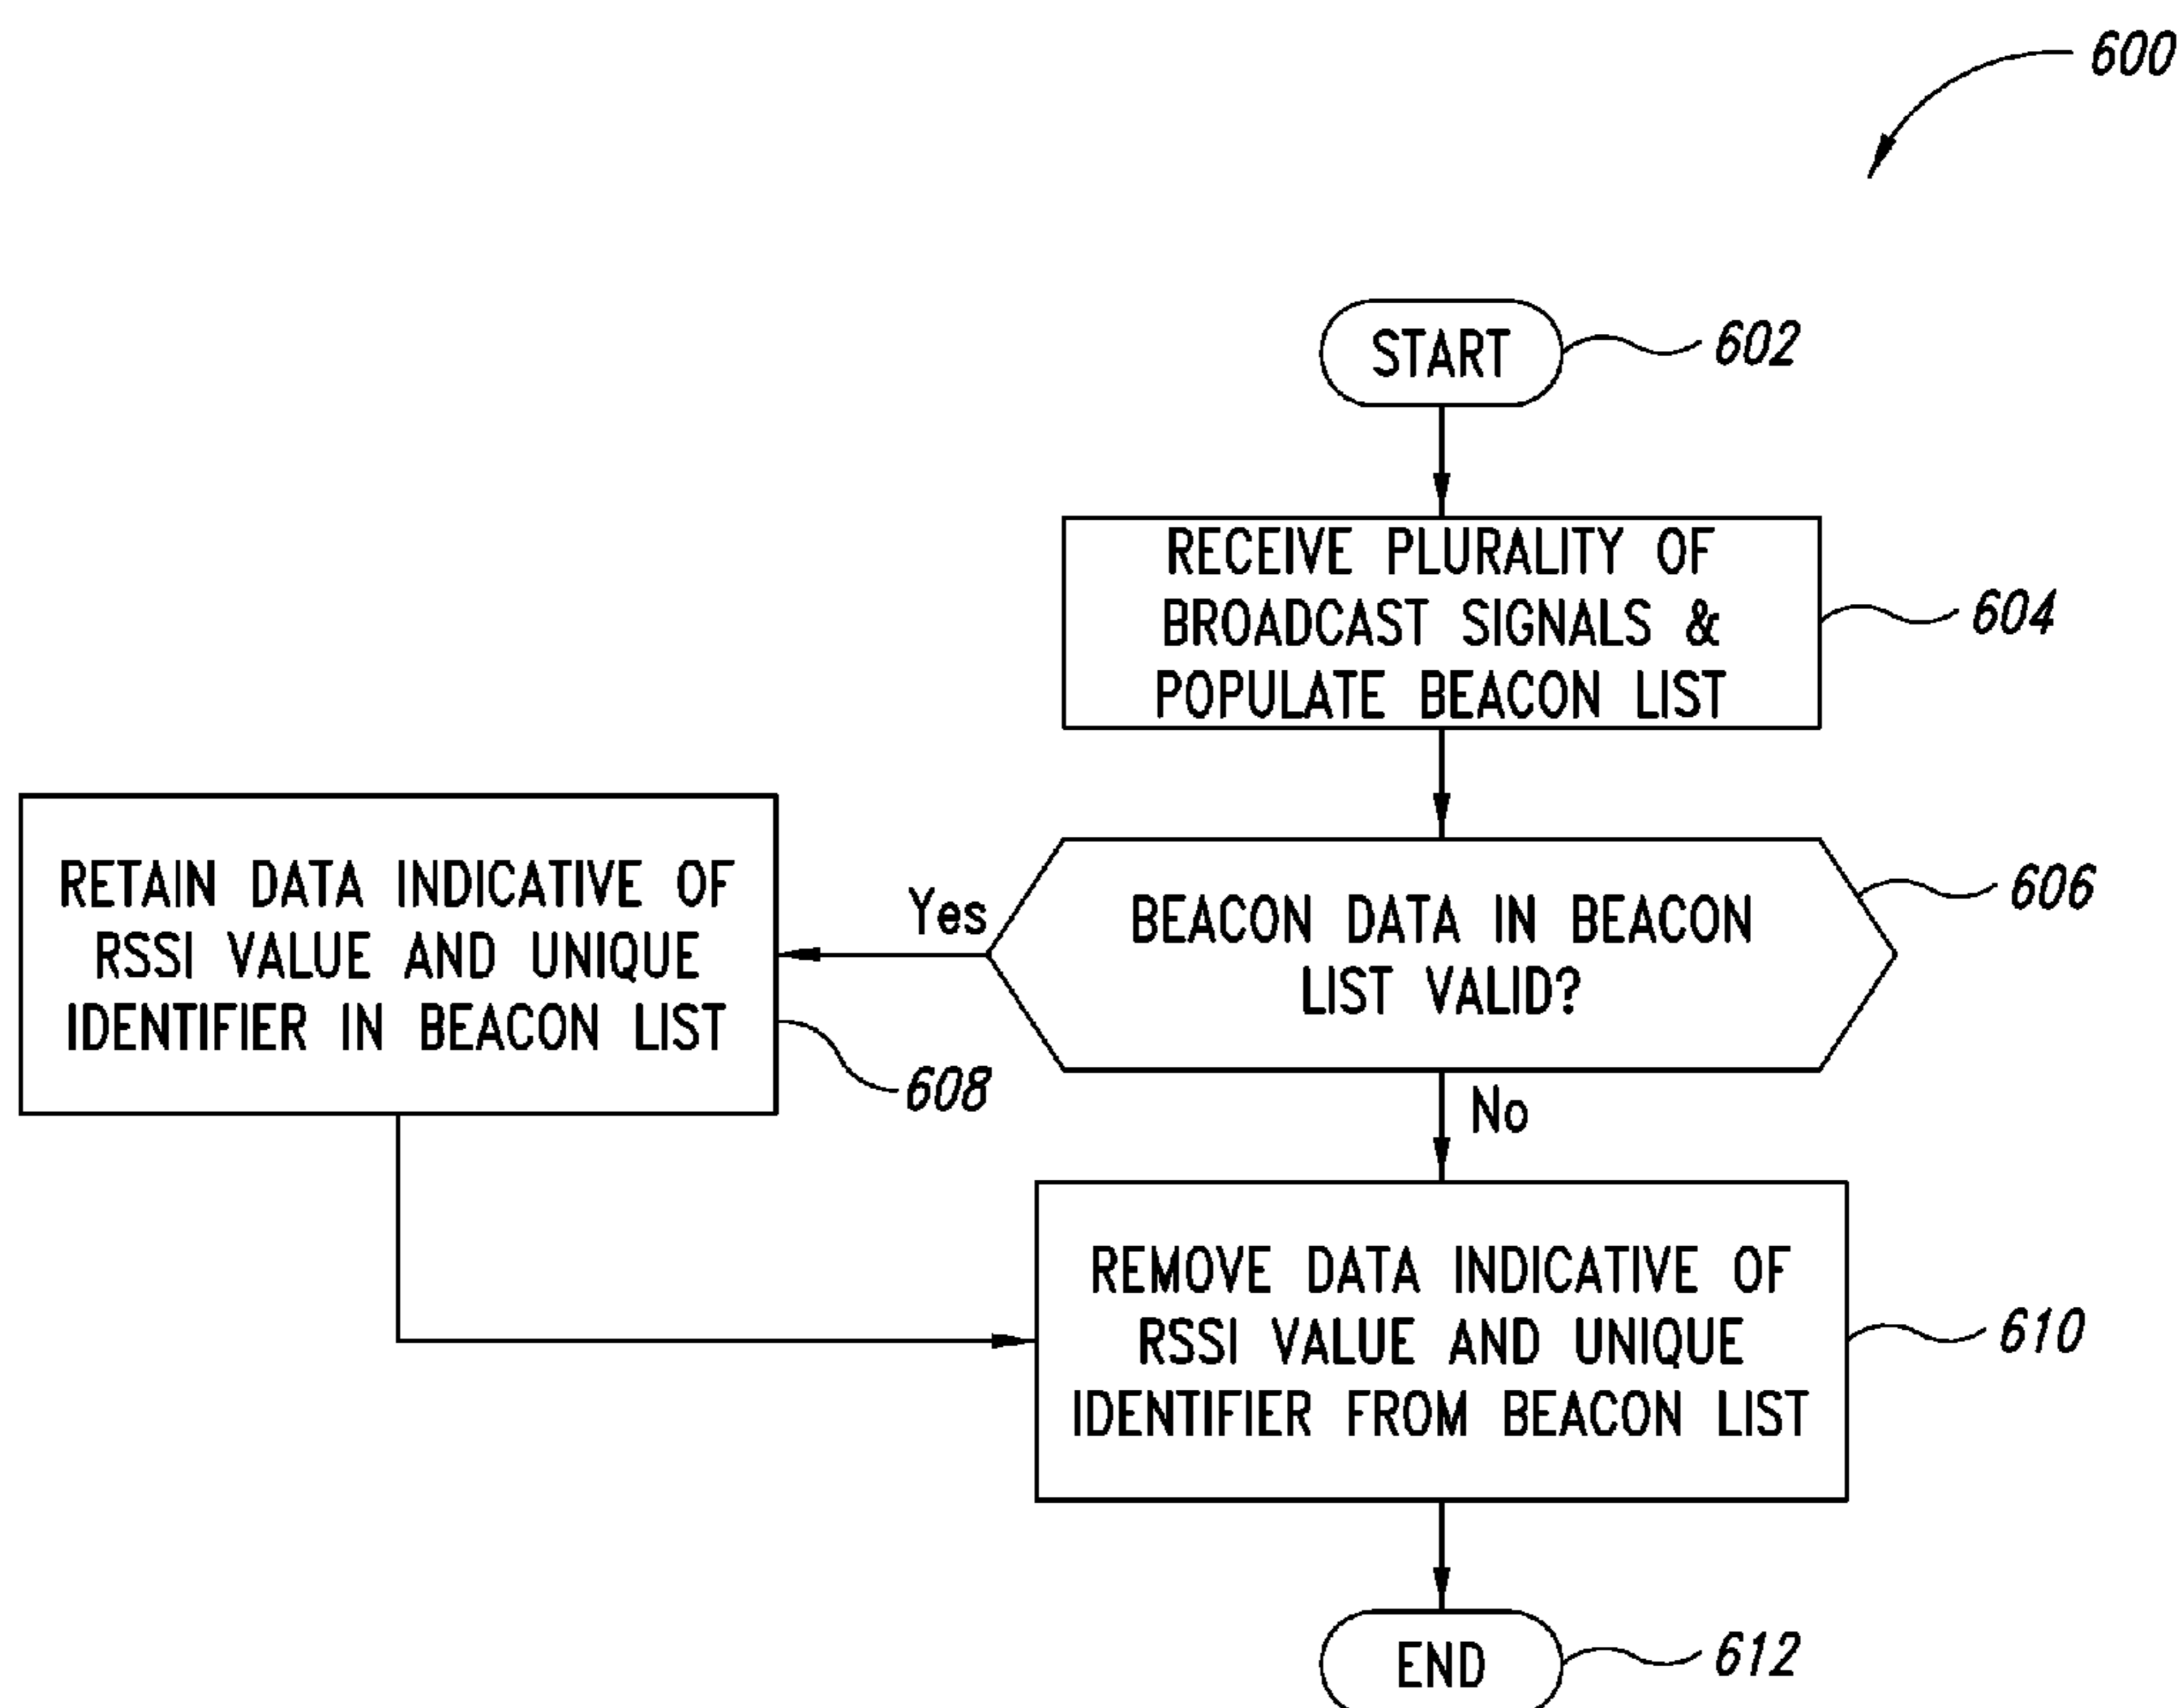 600
START
602
RECEIVE PLURALITY OF
BROADCAST SIGNALS &
POPULATE BEACON LIST
604
BEACON DATA IN BEACON
LIST VALID?
606
Yes
RETAIN DATA INDICATIVE OF
RSSI VALUE AND UNIQUE
IDENTIFIER IN BEACON LIST
608
No
REMOVE DATA INDICATIVE OF
RSSI VALUE AND UNIQUE
IDENTIFIER FROM BEACON LIST
610
END
612